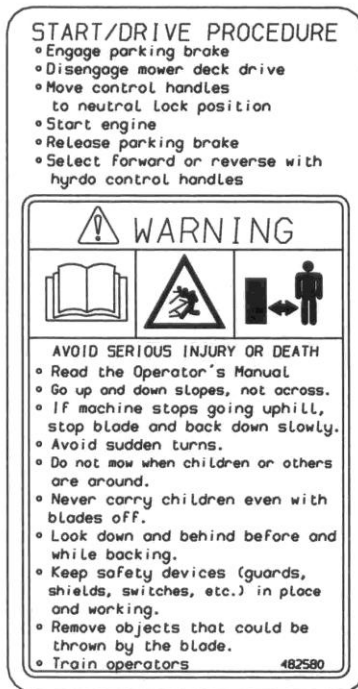 START/DRIVE PROCEDURE
° Engage parking brake
° Disengage mower deck drive
° Move control handles
to neutral lock position
° Start engine
° Release parking brake
° Select forward or reverse with
hyrdo control handles
WARNING
AVOID SERIOUS INJURY OR DEATH
° Read the Operator's Manual
° Go up and down slopes, not across.
° If machine stops going uphill,
stop blade and back down slowly.
° Avoid sudden turns.
° Do not mow when children or others
are around.
° Never carry children even with
blades off.
° Look down and behind before and
while backing.
° Keep safety devices (guards,
shields, switches, etc.) in place
and working.
° Remove objects that could be
thrown by the blade.
° Train operators 482580